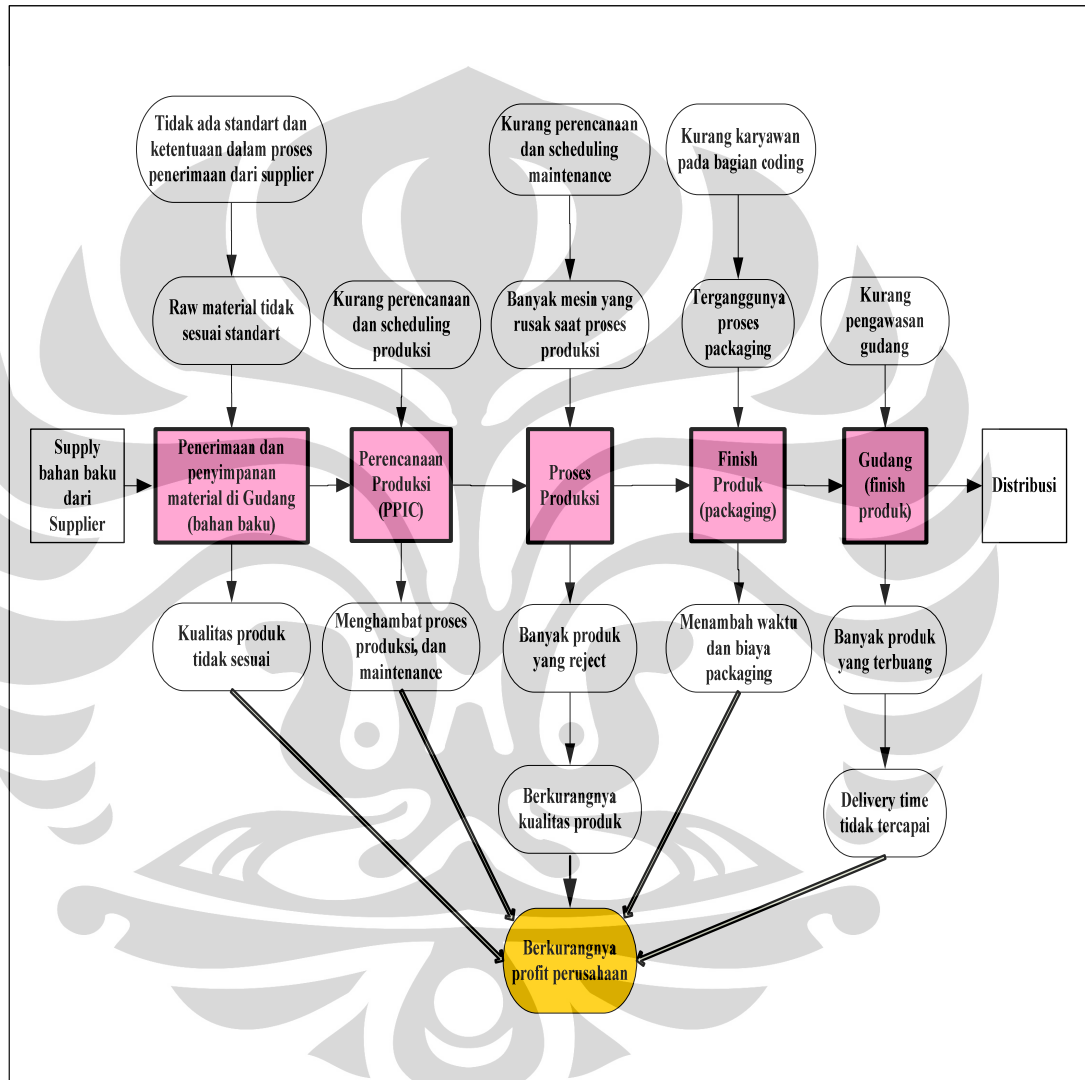 Tidak ada standart dan
ketentuaan dalam proses
penerimaan dari supplier
Kurang perencanaan
dan scheduling
maintenance
Kurang karyawan
pada bagian coding
Raw material tidak
sesuai standart
Kurang perencanaan
dan scheduling
produksi
Banyak mesin yang
rusak saat proses
produksi
Terganggunya
proses
packaging
Kurang
pengawasan
gudang
Supply
bahan baku
dari
Supplier
Penerimaan dan
penyimpanan
material di Gudang
(bahan baku)
Perencanaan
Produksi
(PPIC)
Proses
Produksi
Finish
Produk
(packaging)
Gudang
(finish
produk)
Distribusi
Kualitas produk
tidak sesuai
Menghambat proses
produksi, dan
maintenance
Banyak produk
yang reject
Menambah waktu
dan biaya
packaging
Banyak produk
yang terbuang
Berkurangnya
kualitas produk
Delivery time
tidak tercapai
Berkurangnya
profit perusahaan